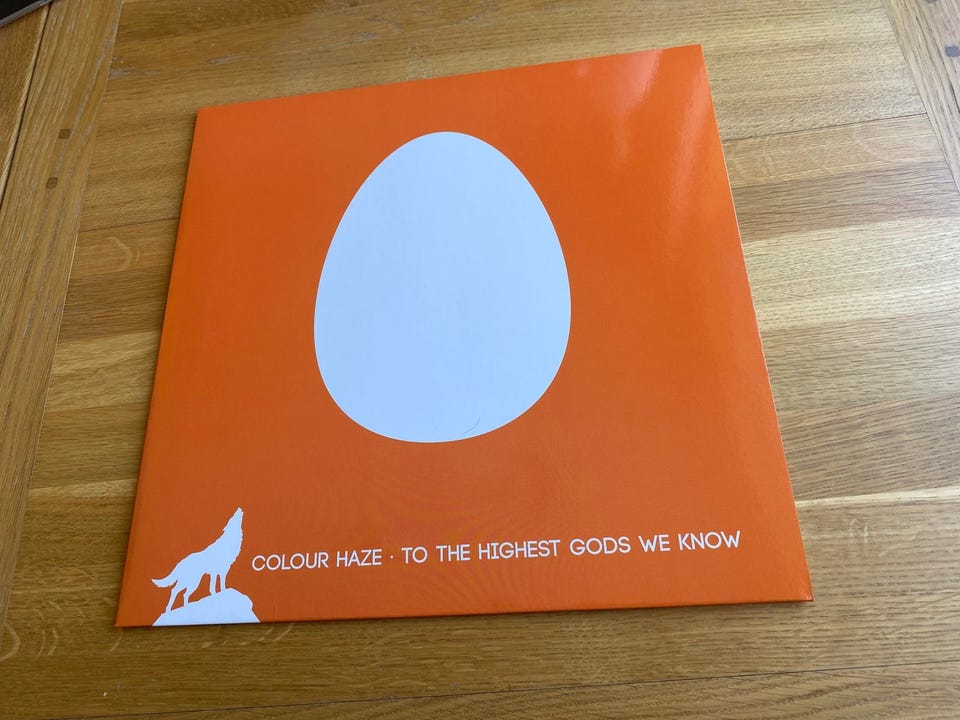 COLOUR HAZE · TO THE HIGHEST GODS WE KNOW